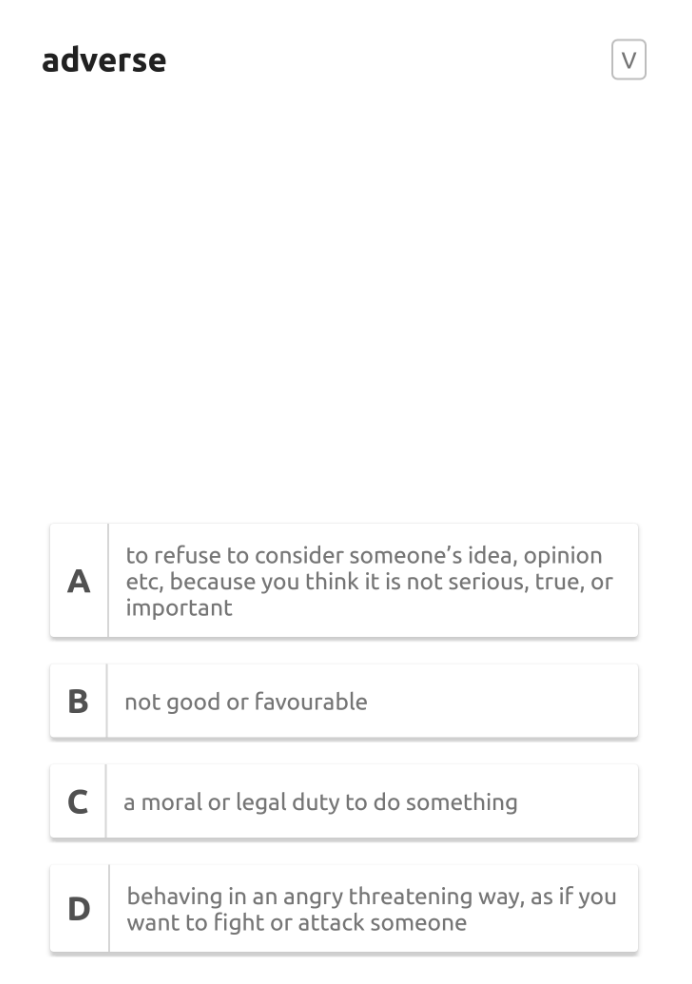 adverse
V
A
to refuse to consider someone's idea, opinion
etc, because you think it is not serious, true, or
important
B
not good or favourable
C
a moral or legal duty to do something
D
behaving in an angry threatening way, as if you
want to fight or attack someone